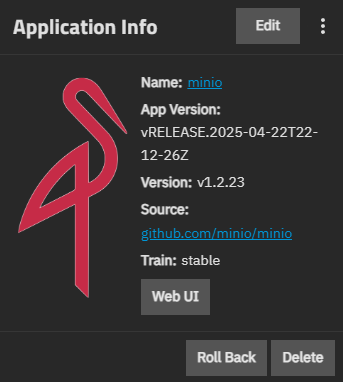 Application Info
Edit
Name: minio
App Version:
vRELEASE.2025-04-22T22-
12-26Z
Version: v1.2.23
Source:
github.com/minio/minio
Train: stable
Web UI
Roll Back
Delete